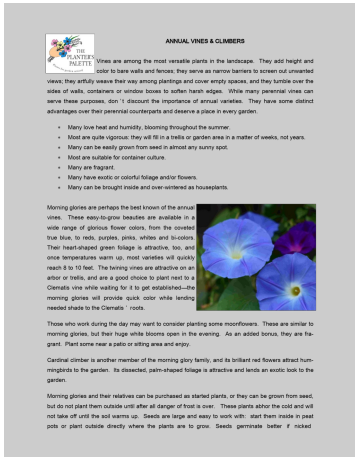 ANNUAL VINES & CLIMBERS
THE
PLANTER'S
PALETTE
Vines are among the most versatile plants in the landscape. They add height and
color to bare walls and fences; they serve as narrow barriers to screen out unwanted
views; they artfully weave their way among plantings and cover empty spaces, and they tumble over the
sides of walls, containers or window boxes to soften harsh edges. While many perennial vines can
serve these purposes, don´t discount the importance of annual varieties. They have some distinct
advantages over their perennial counterparts and deserve a place in every garden.
• Many love heat and humidity, blooming throughout the summer.
• Most are quite vigorous: they will fill in a trellis or garden area in a matter of weeks, not years.
• Many can be easily grown from seed in almost any sunny spot.
• Most are suitable for container culture.
• Many are fragrant.
• Many have exotic or colorful foliage and/or flowers.
• Many can be brought inside and over-wintered as houseplants.
Morning glories are perhaps the best known of the annual
vines. These easy-to-grow beauties are available in a
wide range of glorious flower colors, from the coveted
true blue, to reds, purples, pinks, whites and bi-colors.
Their heart-shaped green foliage is attractive, too, and
once temperatures warm up, most varieties will quickly
reach 8 to 10 feet. The twining vines are attractive on an
arbor or trellis, and are a good choice to plant next to a
Clematis vine while waiting for it to get established—the
morning glories will provide quick color while lending
needed shade to the Clematis´ roots.
Those who work during the day may want to consider planting some moonflowers. These are similar to
morning glories, but their huge white blooms open in the evening. As an added bonus, they are fra-
grant. Plant some near a patio or sitting area and enjoy.
Cardinal climber is another member of the morning glory family, and its brilliant red flowers attract hum-
mingbirds to the garden. Its dissected, palm-shaped foliage is attractive and lends an exotic look to the
garden.
Morning glories and their relatives can be purchased as started plants, or they can be grown from seed,
but do not plant them outside until after all danger of frost is over. These plants abhor the cold and will
not take off until the soil warms up. Seeds are large and easy to work with: start them inside in peat
pots or plant outside directly where the plants are to grow. Seeds germinate better if nicked